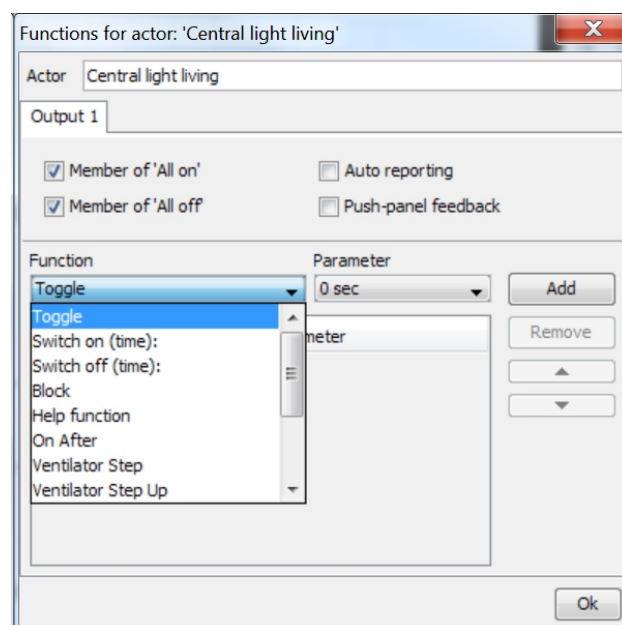 Functions for actor: 'Central light living'
Actor Central light living
Output 1
Member of 'All on' Auto reporting
Member of 'All off' Push-panel feedback
Function Parameter
Toggle 0 sec Add
Toggle
meter Remove
Switch on (time):
Switch off (time):
Block
Help function
On After
Ventilator Step
Ventilator Step Up
Ok